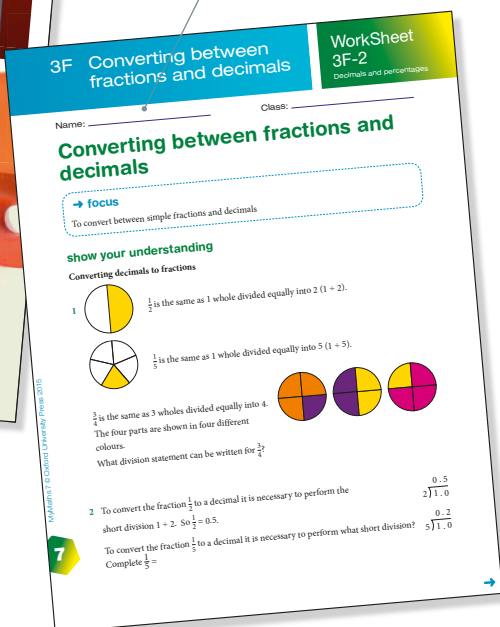 3F Converting between
fractions and decimals
WorkSheet
3F-2
Decimals and percentages
Name:
Class:
Converting between fractions and
decimals
➜ focus
To convert between simple fractions and decimals
show your understanding
Converting decimals to fractions
1
1/2 is the same as 1 whole divided equally into 2 (1 ÷ 2).
1/5 is the same as 1 whole divided equally into 5 (1 ÷ 5).
3/4 is the same as 3 wholes divided equally into 4.
The four parts are shown in four different
colours.
What division statement can be written for 3/4?
2 To convert the fraction 1/2 to a decimal it is necessary to perform the
short division 1 ÷ 2. So 1/2 = 0.5.
0.5
2)1.0
To convert the fraction 1/5 to a decimal it is necessary to perform what short division?
Complete 1/5 =
0.2
5)1.0
MyMaths 7 © Oxford University Press 2015
7
➜